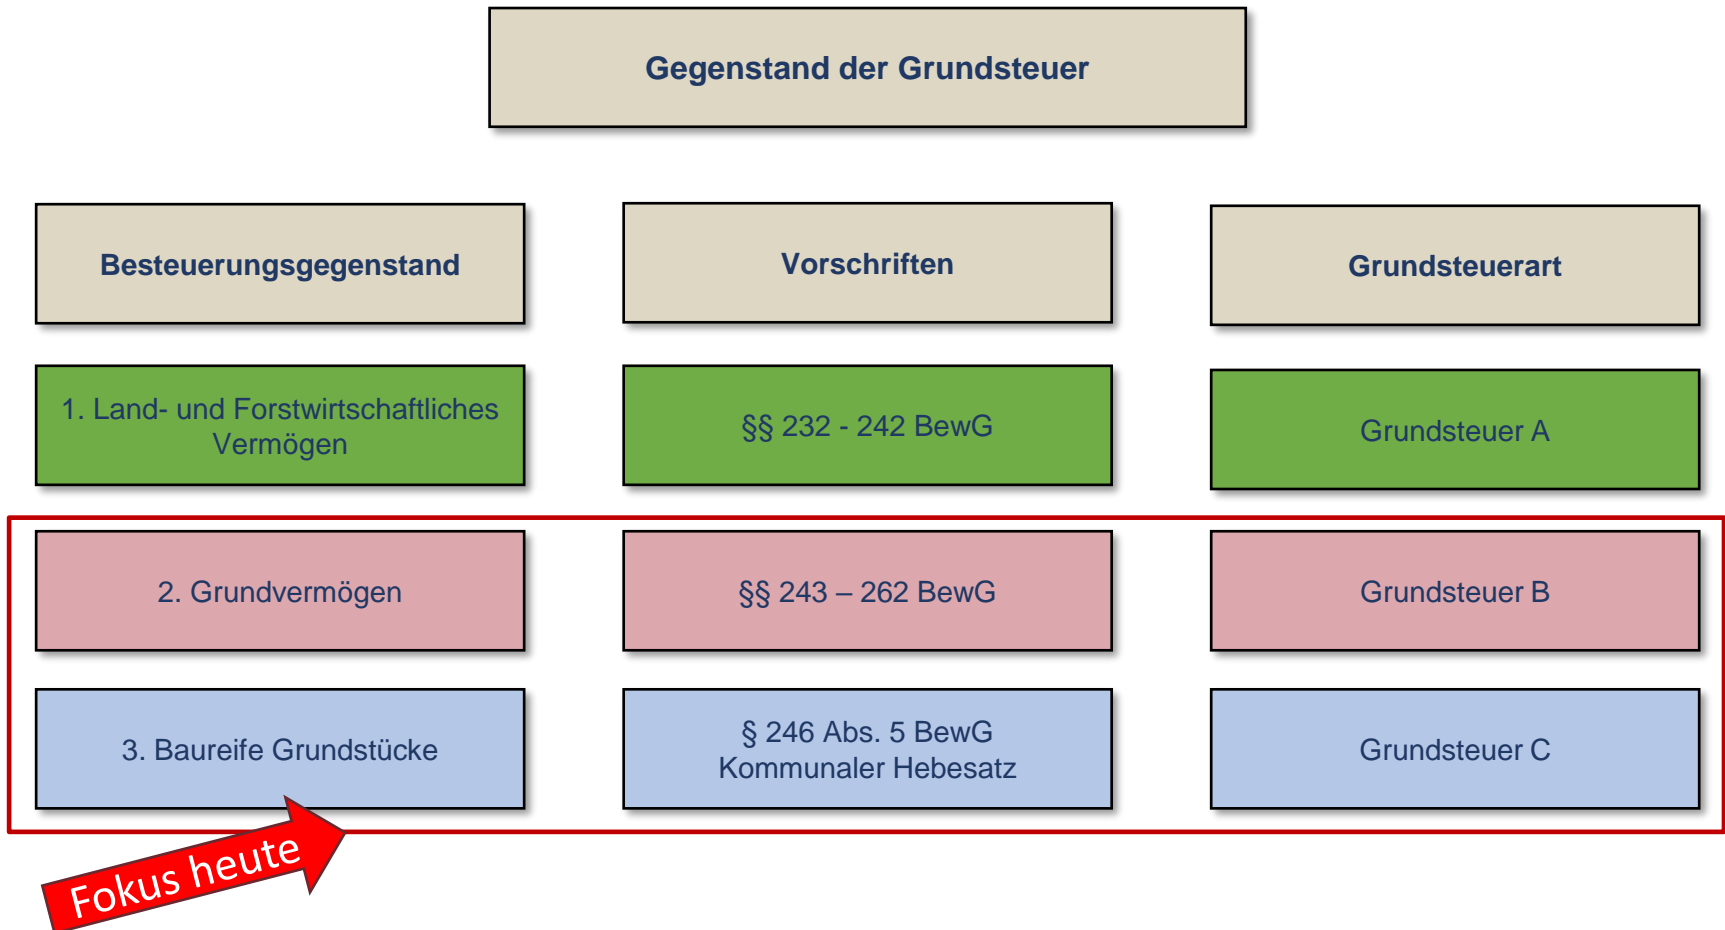 Gegenstand der Grundsteuer
Besteuerungsgegenstand
Vorschriften
Grundsteuerart
1. Land- und Forstwirtschaftliches
Vermögen
§§ 232 - 242 BewG
Grundsteuer A
2. Grundvermögen
§§ 243 – 262 BewG
Grundsteuer B
3. Baureife Grundstücke
§ 246 Abs. 5 BewG
Kommunaler Hebesatz
Grundsteuer C
Fokus heute